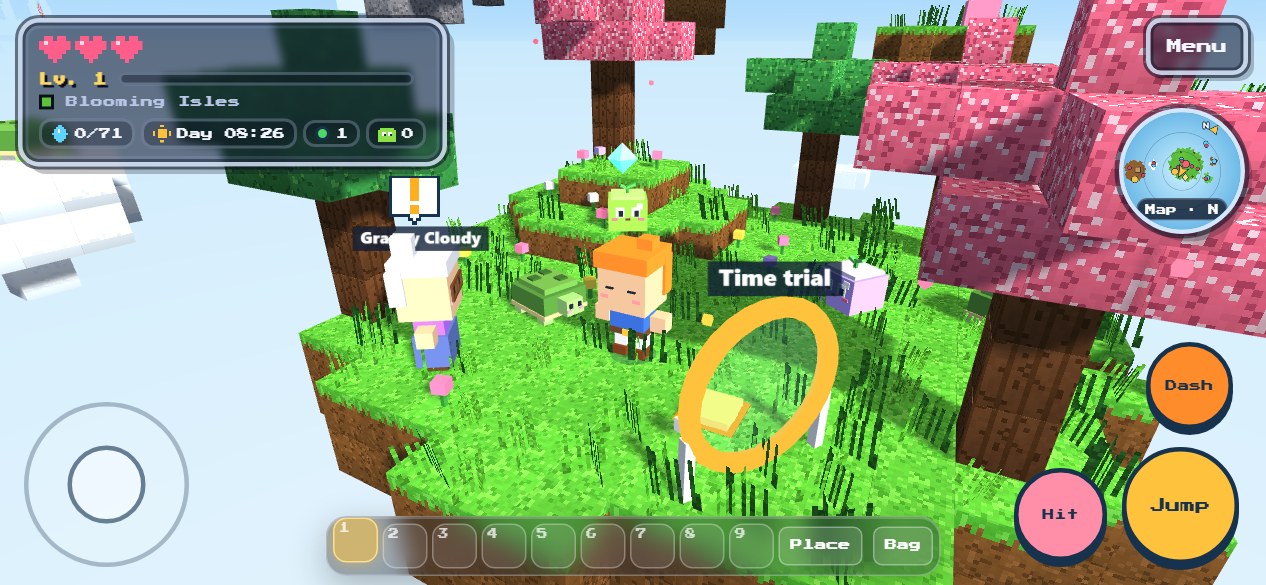 Lv. 1
Blooming Isles
0/71
Day 08:26
1
0
Menu
N
Map · N
Cloudy
Time trial
Dash
Hit
Jump
1 2 3 4 5 6 7 8 9
Place
Bag